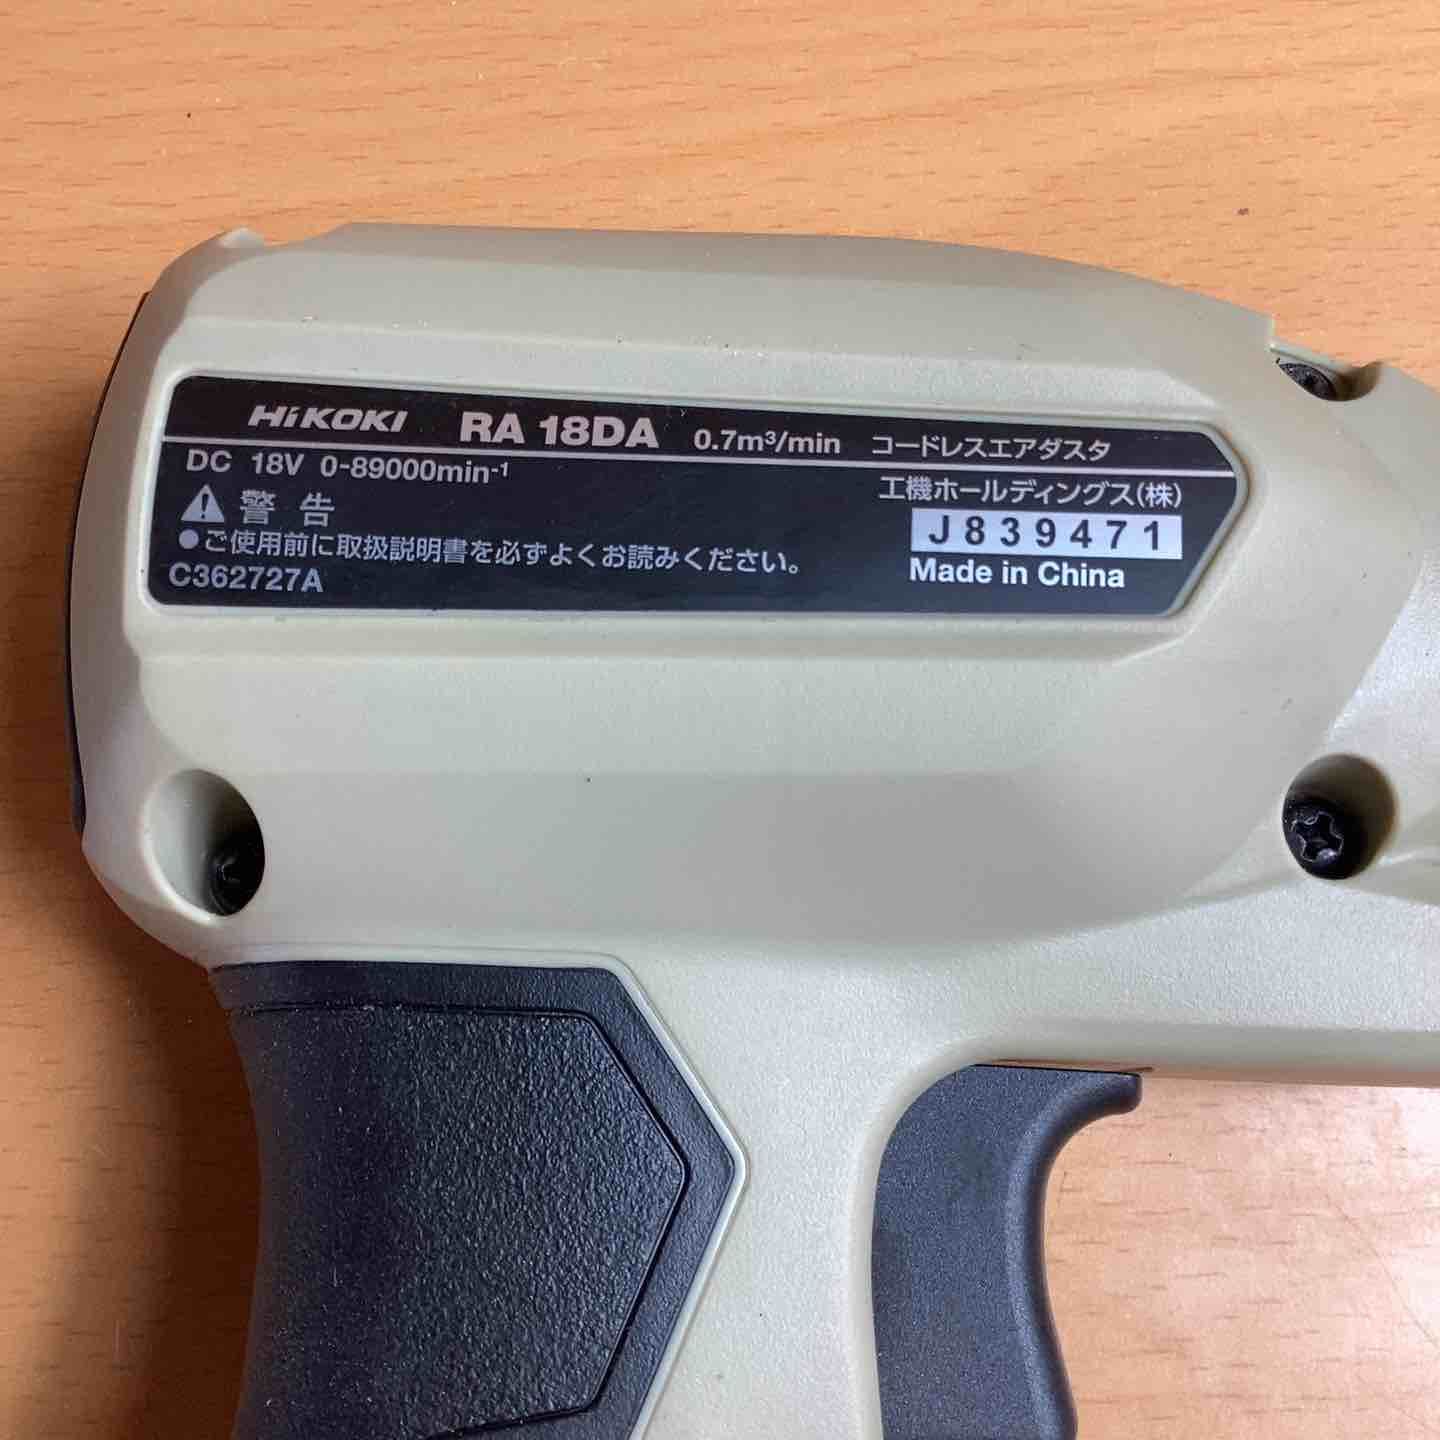 HiKOKI RA 18DA 0.7m³/min コードレスエアダスタ
DC 18V 0-89000min⁻¹
工機ホールディングス(株)
⚠ 警告
J839471
●ご使用前に取扱説明書を必ずよくお読みください。
Made in China
C362727A